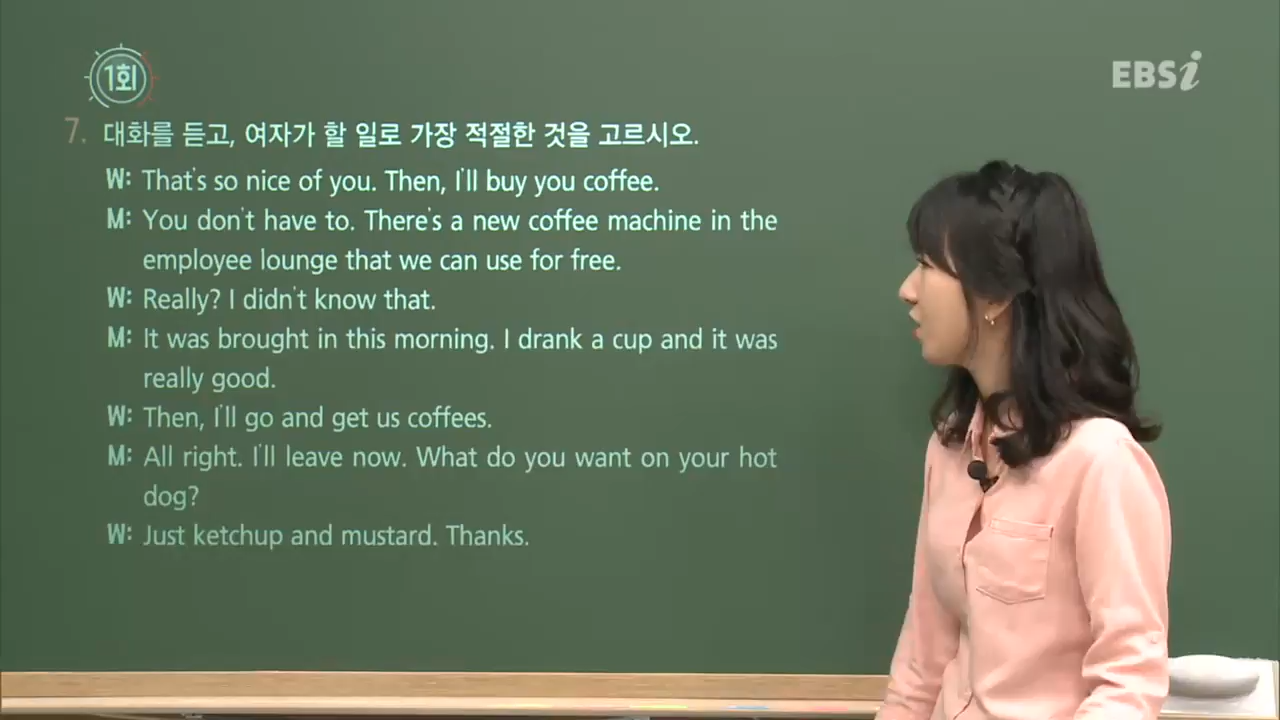 1회
EBSi
7. 대화를 듣고, 여자가 할 일로 가장 적절한 것을 고르시오.
W: That's so nice of you. Then, I'll buy you coffee.
M: You don't have to. There's a new coffee machine in the
employee lounge that we can use for free.
W: Really? I didn't know that.
M: It was brought in this morning. I drank a cup and it was
really good.
W: Then, I'll go and get us coffees.
M: All right. I'll leave now. What do you want on your hot
dog?
W: Just ketchup and mustard. Thanks.